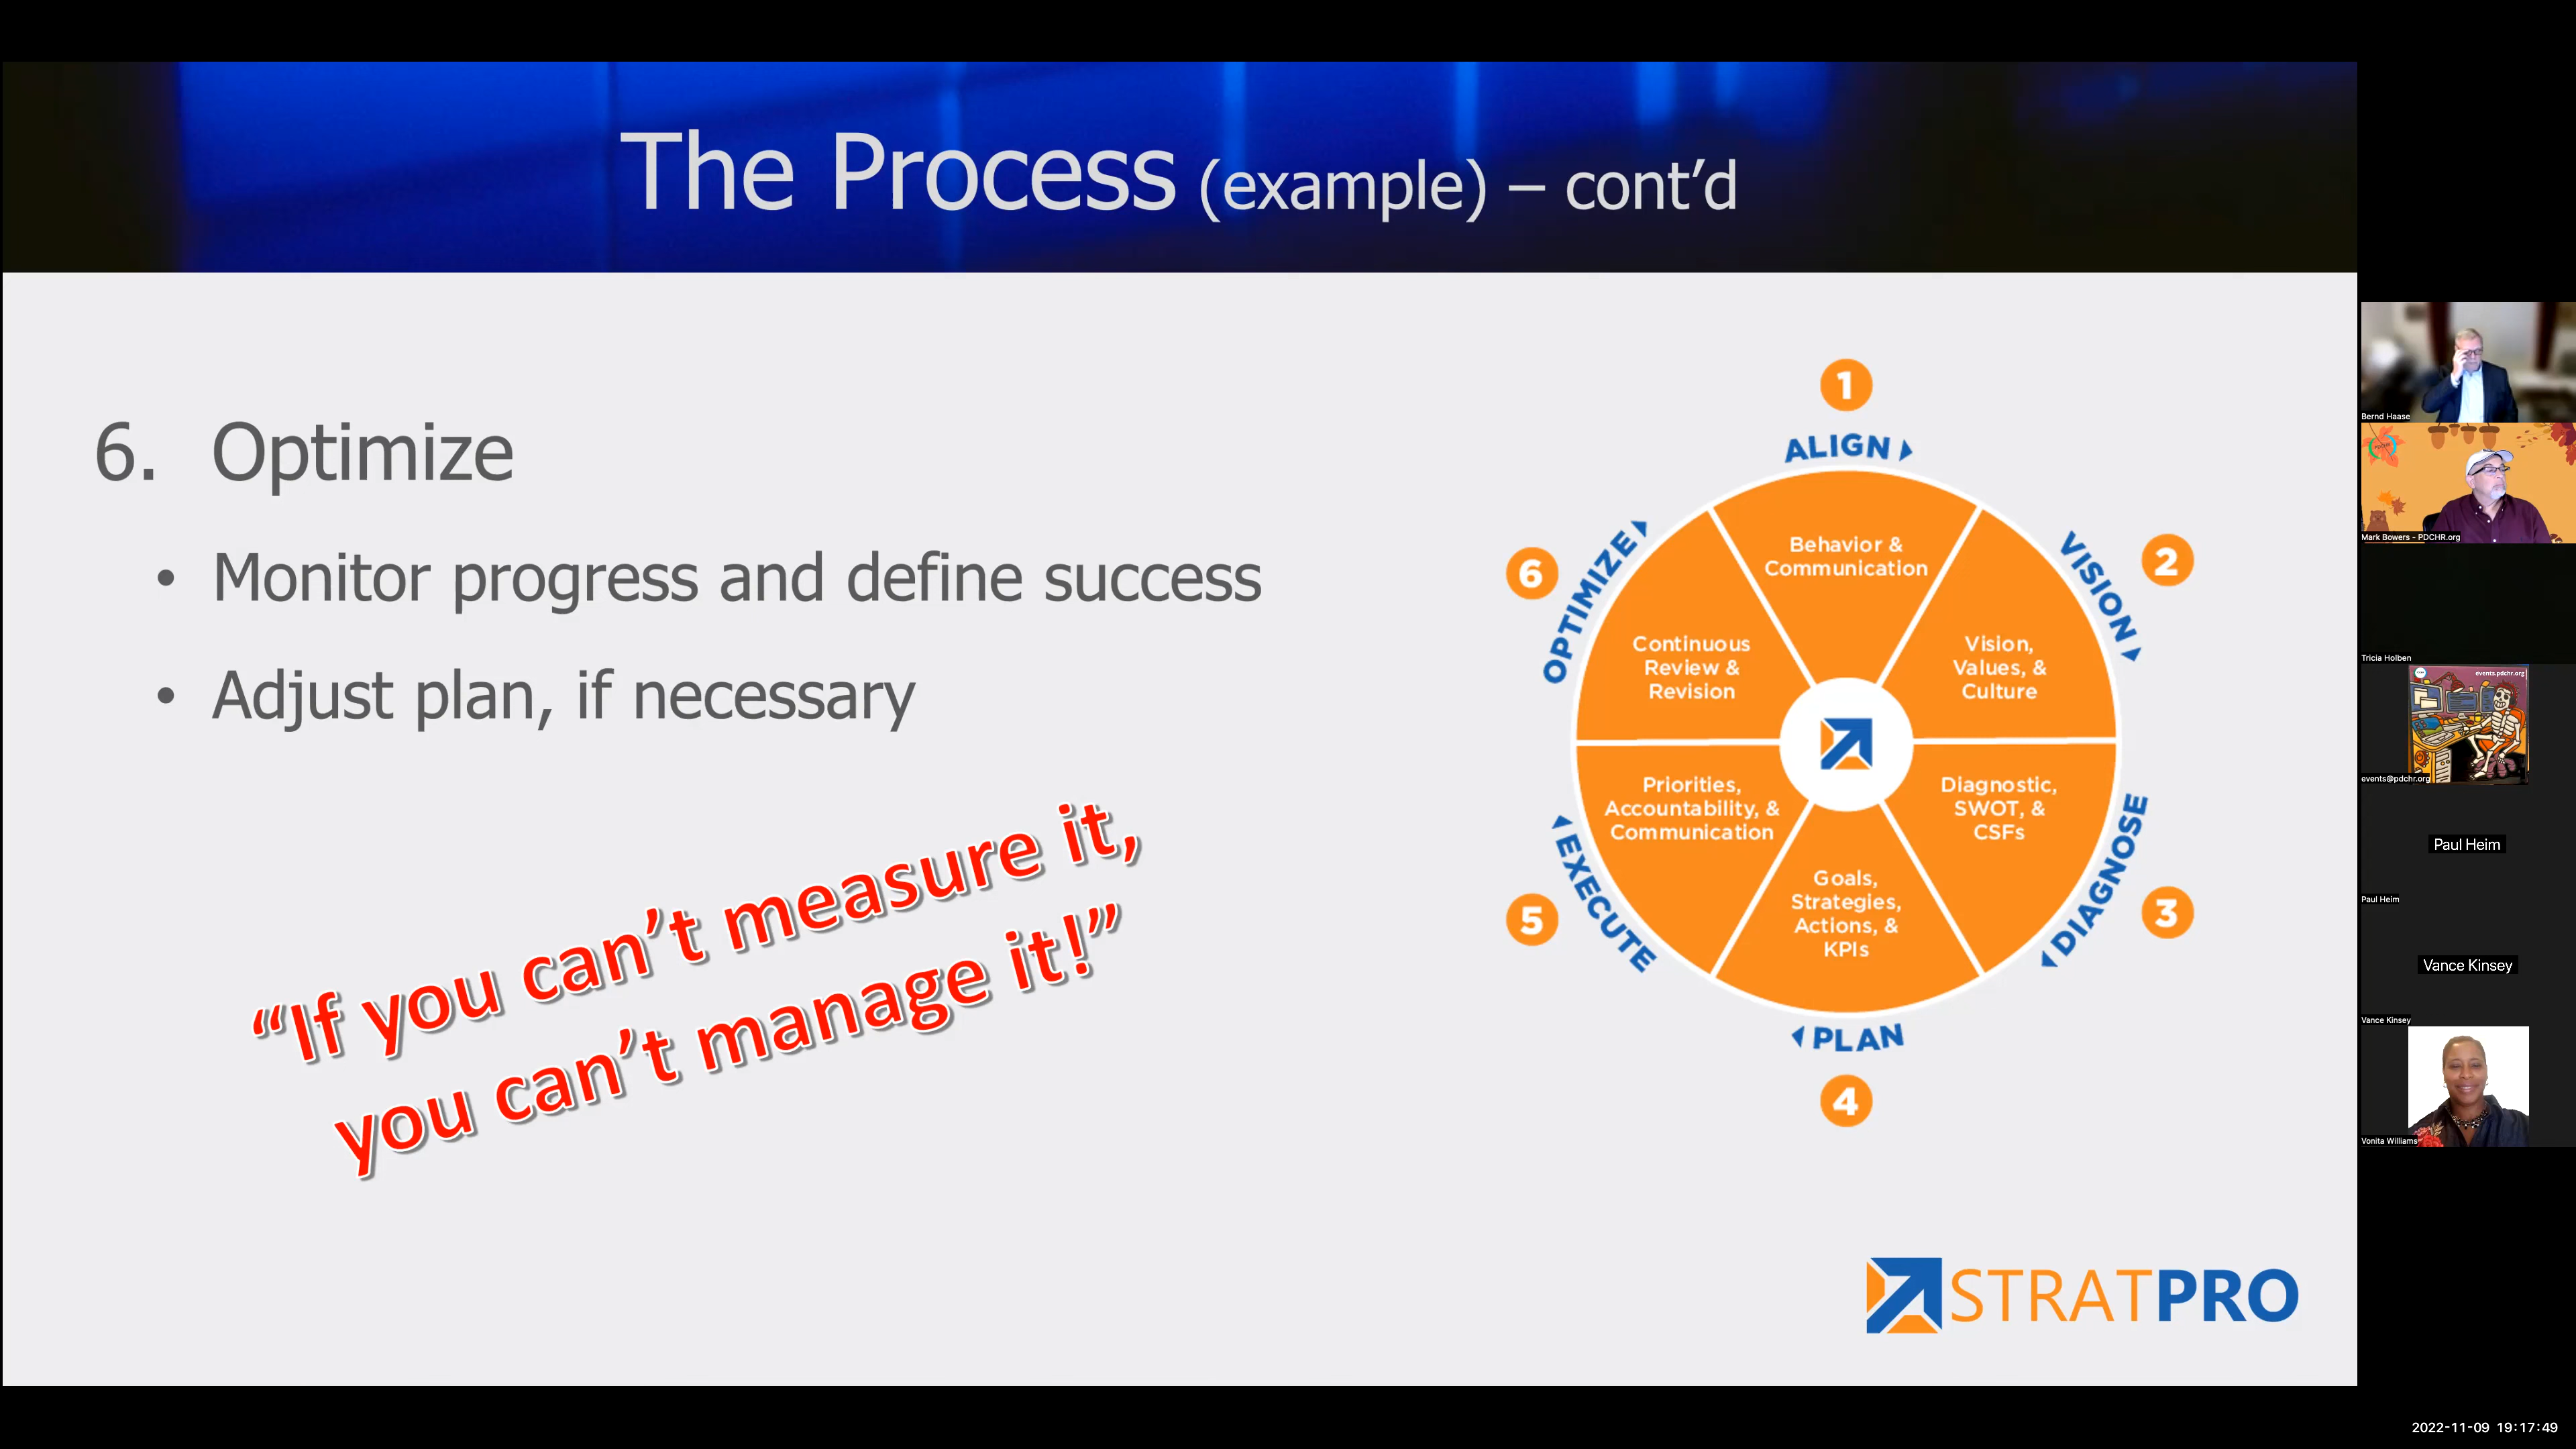 The Process (example) – cont’d
6. Optimize
• Monitor progress and define success
• Adjust plan, if necessary
“If you can’t measure it,
you can’t manage it!”
1
ALIGN
Behavior &
Communication
2
VISION
Vision,
Values, &
Culture
3
DIAGNOSE
Diagnostic,
SWOT, &
CSFs
4
PLAN
Goals,
Strategies,
Actions, &
KPIs
5
EXECUTE
Priorities,
Accountability, &
Communication
6
OPTIMIZE
Continuous
Review &
Revision
STRATPRO
Bernd Haase
Mark Bowers - PDCHR.org
Tricia Holben
events.pdchr.org
events@pdchr.org
Paul Heim
Paul Heim
Vance Kinsey
Vance Kinsey
Vonita Williams
2022-11-09 19:17:49